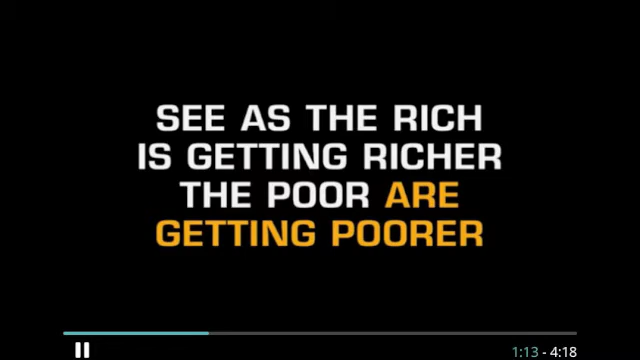 SEE AS THE RICH
IS GETTING RICHER
THE POOR ARE
GETTING POORER
1:13 - 4:18